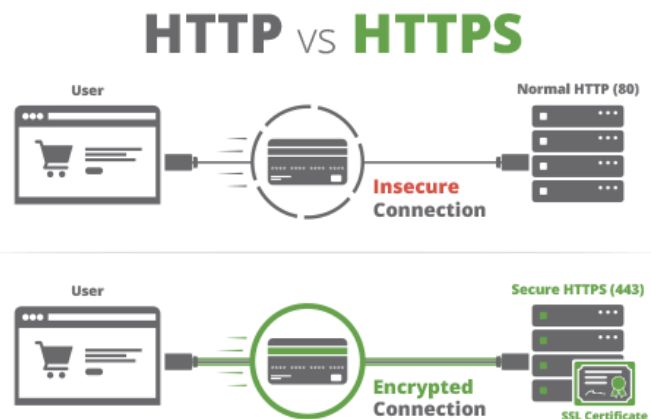 HTTP vs HTTPS
User
Normal HTTP (80)
Insecure
Connection
User
Secure HTTPS (443)
Encrypted
Connection
SSL Certificate